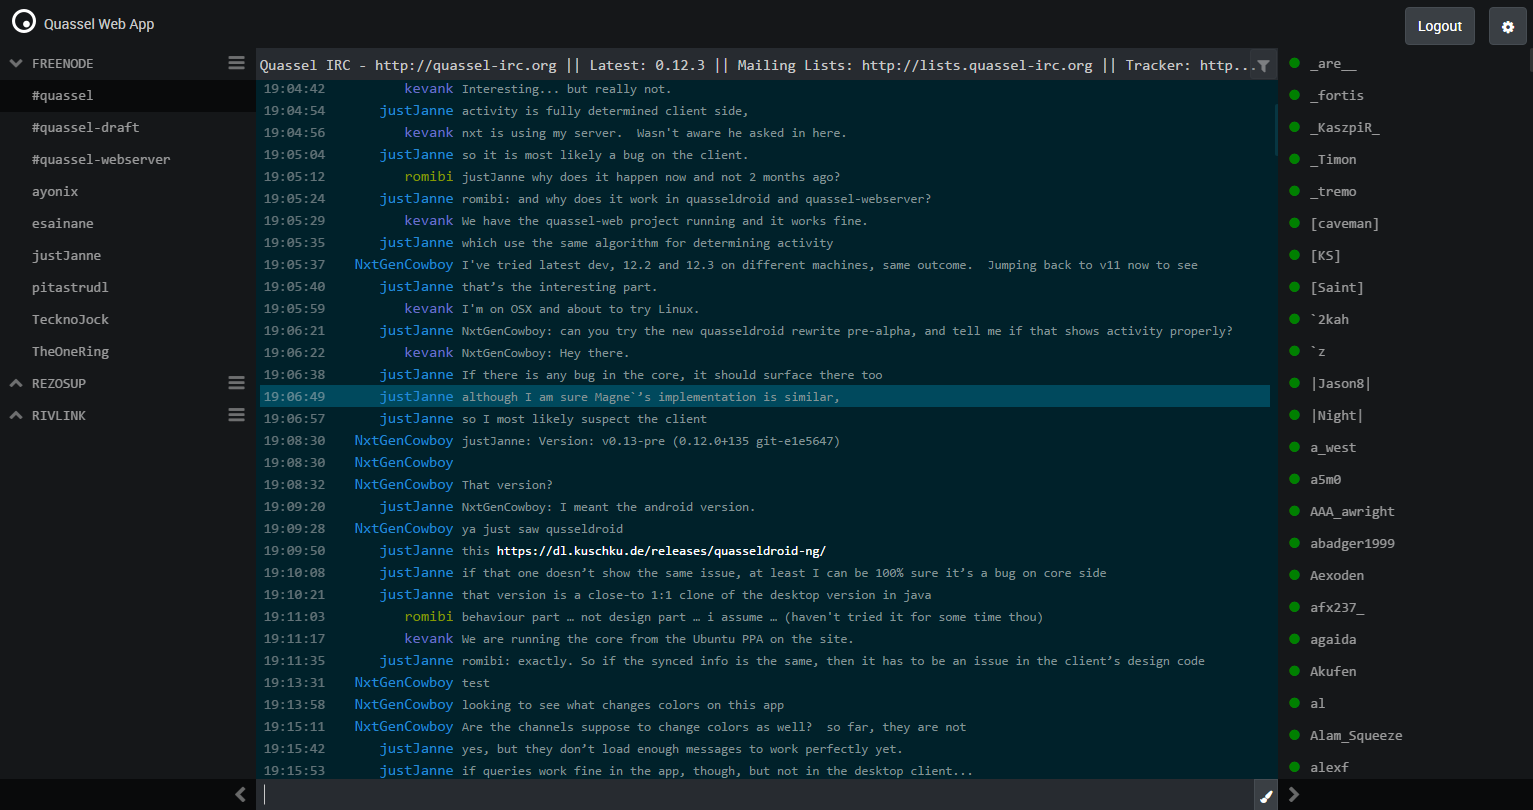 Quassel Web App
Logout
FREENODE
#quassel
#quassel-draft
#quassel-webserver
ayonix
esainane
justJanne
pitastrudl
TecknoJock
TheOneRing
REZOSUP
RIVLINK
Quassel IRC - http://quassel-irc.org || Latest: 0.12.3 || Mailing Lists: http://lists.quassel-irc.org || Tracker: http...
19:04:42 kevank Interesting... but really not.
19:04:54 justJanne activity is fully determined client side,
19:04:56 kevank nxt is using my server.  Wasn't aware he asked in here.
19:05:04 justJanne so it is most likely a bug on the client.
19:05:12 romibi justJanne why does it happen now and not 2 months ago?
19:05:24 justJanne romibi: and why does it work in quasseldroid and quassel-webserver?
19:05:29 kevank We have the quassel-web project running and it works fine.
19:05:35 justJanne which use the same algorithm for determining activity
19:05:37 NxtGenCowboy I've tried latest dev, 12.2 and 12.3 on different machines, same outcome.  Jumping back to v11 now to see
19:05:40 justJanne that’s the interesting part.
19:05:59 kevank I'm on OSX and about to try Linux.
19:06:21 justJanne NxtGenCowboy: can you try the new quasseldroid rewrite pre-alpha, and tell me if that shows activity properly?
19:06:22 kevank NxtGenCowboy: Hey there.
19:06:38 justJanne If there is any bug in the core, it should surface there too
19:06:49 justJanne although I am sure Magne`’s implementation is similar,
19:06:57 justJanne so I most likely suspect the client
19:08:30 NxtGenCowboy justJanne: Version: v0.13-pre (0.12.0+135 git-e1e5647)
19:08:30 NxtGenCowboy
19:08:32 NxtGenCowboy That version?
19:09:20 justJanne NxtGenCowboy: I meant the android version.
19:09:28 NxtGenCowboy ya just saw qusseldroid
19:09:50 justJanne this https://dl.kuschku.de/releases/quasseldroid-ng/
19:10:08 justJanne if that one doesn’t show the same issue, at least I can be 100% sure it’s a bug on core side
19:10:21 justJanne that version is a close-to 1:1 clone of the desktop version in java
19:11:03 romibi behaviour part … not design part … i assume … (haven't tried it for some time thou)
19:11:17 kevank We are running the core from the Ubuntu PPA on the site.
19:11:35 justJanne romibi: exactly. So if the synced info is the same, then it has to be an issue in the client’s design code
19:13:31 NxtGenCowboy test
19:13:58 NxtGenCowboy looking to see what changes colors on this app
19:15:11 NxtGenCowboy Are the channels suppose to change colors as well?  so far, they are not
19:15:42 justJanne yes, but they don’t load enough messages to work perfectly yet.
19:15:53 justJanne if queries work fine in the app, though, but not in the desktop client...
_are__
_fortis
_KaszpiR_
_Timon
_tremo
[caveman]
[KS]
[Saint]
`2kah
`z
|Jason8|
|Night|
a_west
a5m0
AAA_awright
abadger1999
Aexoden
afx237_
agaida
Akufen
al
Alam_Squeeze
alexf